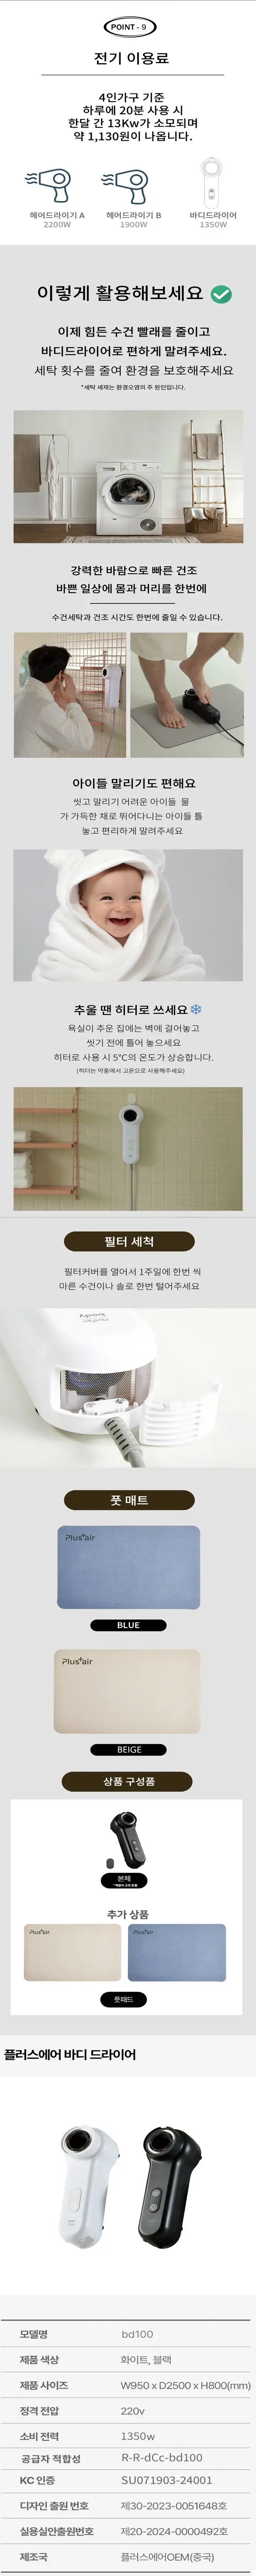 POINT - 9
전기 이용료
4인가구 기준
하루에 20분 사용 시
한달 간 13Kw가 소모되며
약 1,130원이 나옵니다.
헤어드라이기 A
2200W
헤어드라이기 B
1900W
바디드라이어
1350W
이렇게 활용해보세요
이제 힘든 수건 빨래를 줄이고
바디드라이어로 편하게 말려주세요.
세탁 횟수를 줄여 환경을 보호해주세요
*세탁 세제는 환경오염의 주 원인입니다.
강력한 바람으로 빠른 건조
바쁜 일상에 몸과 머리를 한번에
수건세탁과 건조 시간도 한번에 줄일 수 있습니다.
아이들 말리기도 편해요
씻고 말리기 어려운 아이들 물
가 가득한 채로 뛰어다니는 아이들 틀
놓고 편리하게 말려주세요
추울 땐 히터로 쓰세요
욕실이 추운 집에는 벽에 걸어놓고
씻기 전에 틀어 놓으세요
히터로 사용 시 5°C의 온도가 상승합니다.
(히터는 약풍에서 고온으로 사용해주세요)
필터 세척
필터커버를 열어서 1주일에 한번 씩
마른 수건이나 솔로 한번 털어주세요
풋 매트
Plus+air
BLUE
Plus+air
BEIGE
상품 구성품
본체
추가 상품
Plus+air
Plus+air
풋패드
플러스에어 바디 드라이어
모델명 bd100
제품 색상 화이트, 블랙
제품 사이즈 W950 x D2500 x H800(mm)
정격 전압 220v
소비 전력 1350w
공급자 적합성 R-R-dCc-bd100
KC 인증 SU071903-24001
디자인 출원 번호 제30-2023-0051648호
실용실안출원번호 제20-2024-0000492호
제조국 플러스에어OEM(중국)